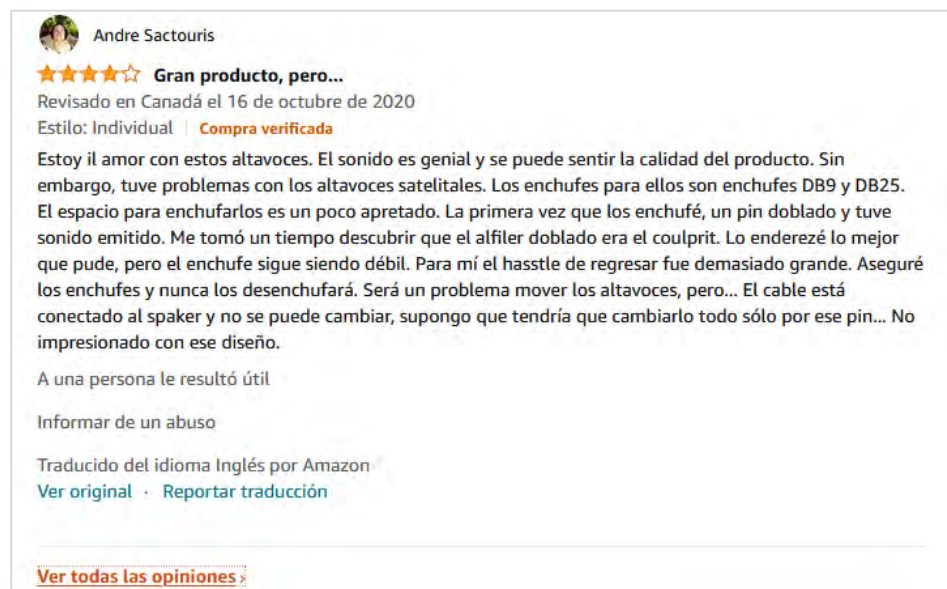 Andre Sactouris
Gran producto, pero...
Revisado en Canadá el 16 de octubre de 2020
Estilo: Individual | Compra verificada
Estoy il amor con estos altavoces. El sonido es genial y se puede sentir la calidad del producto. Sin
embargo, tuve problemas con los altavoces satelitales. Los enchufes para ellos son enchufes DB9 y DB25.
El espacio para enchufarlos es un poco apretado. La primera vez que los enchufé, un pin doblado y tuve
sonido emitido. Me tomó un tiempo descubrir que el alfiler doblado era el coulprit. Lo enderezé lo mejor
que pude, pero el enchufe sigue siendo débil. Para mí el hasstle de regresar fue demasiado grande. Aseguré
los enchufes y nunca los desenchufará. Será un problema mover los altavoces, pero... El cable está
conectado al spaker y no se puede cambiar, supongo que tendría que cambiarlo todo sólo por ese pin... No
impresionado con ese diseño.
A una persona le resultó útil
Informar de un abuso
Traducido del idioma Inglés por Amazon
Ver original · Reportar traducción
Ver todas las opiniones ›